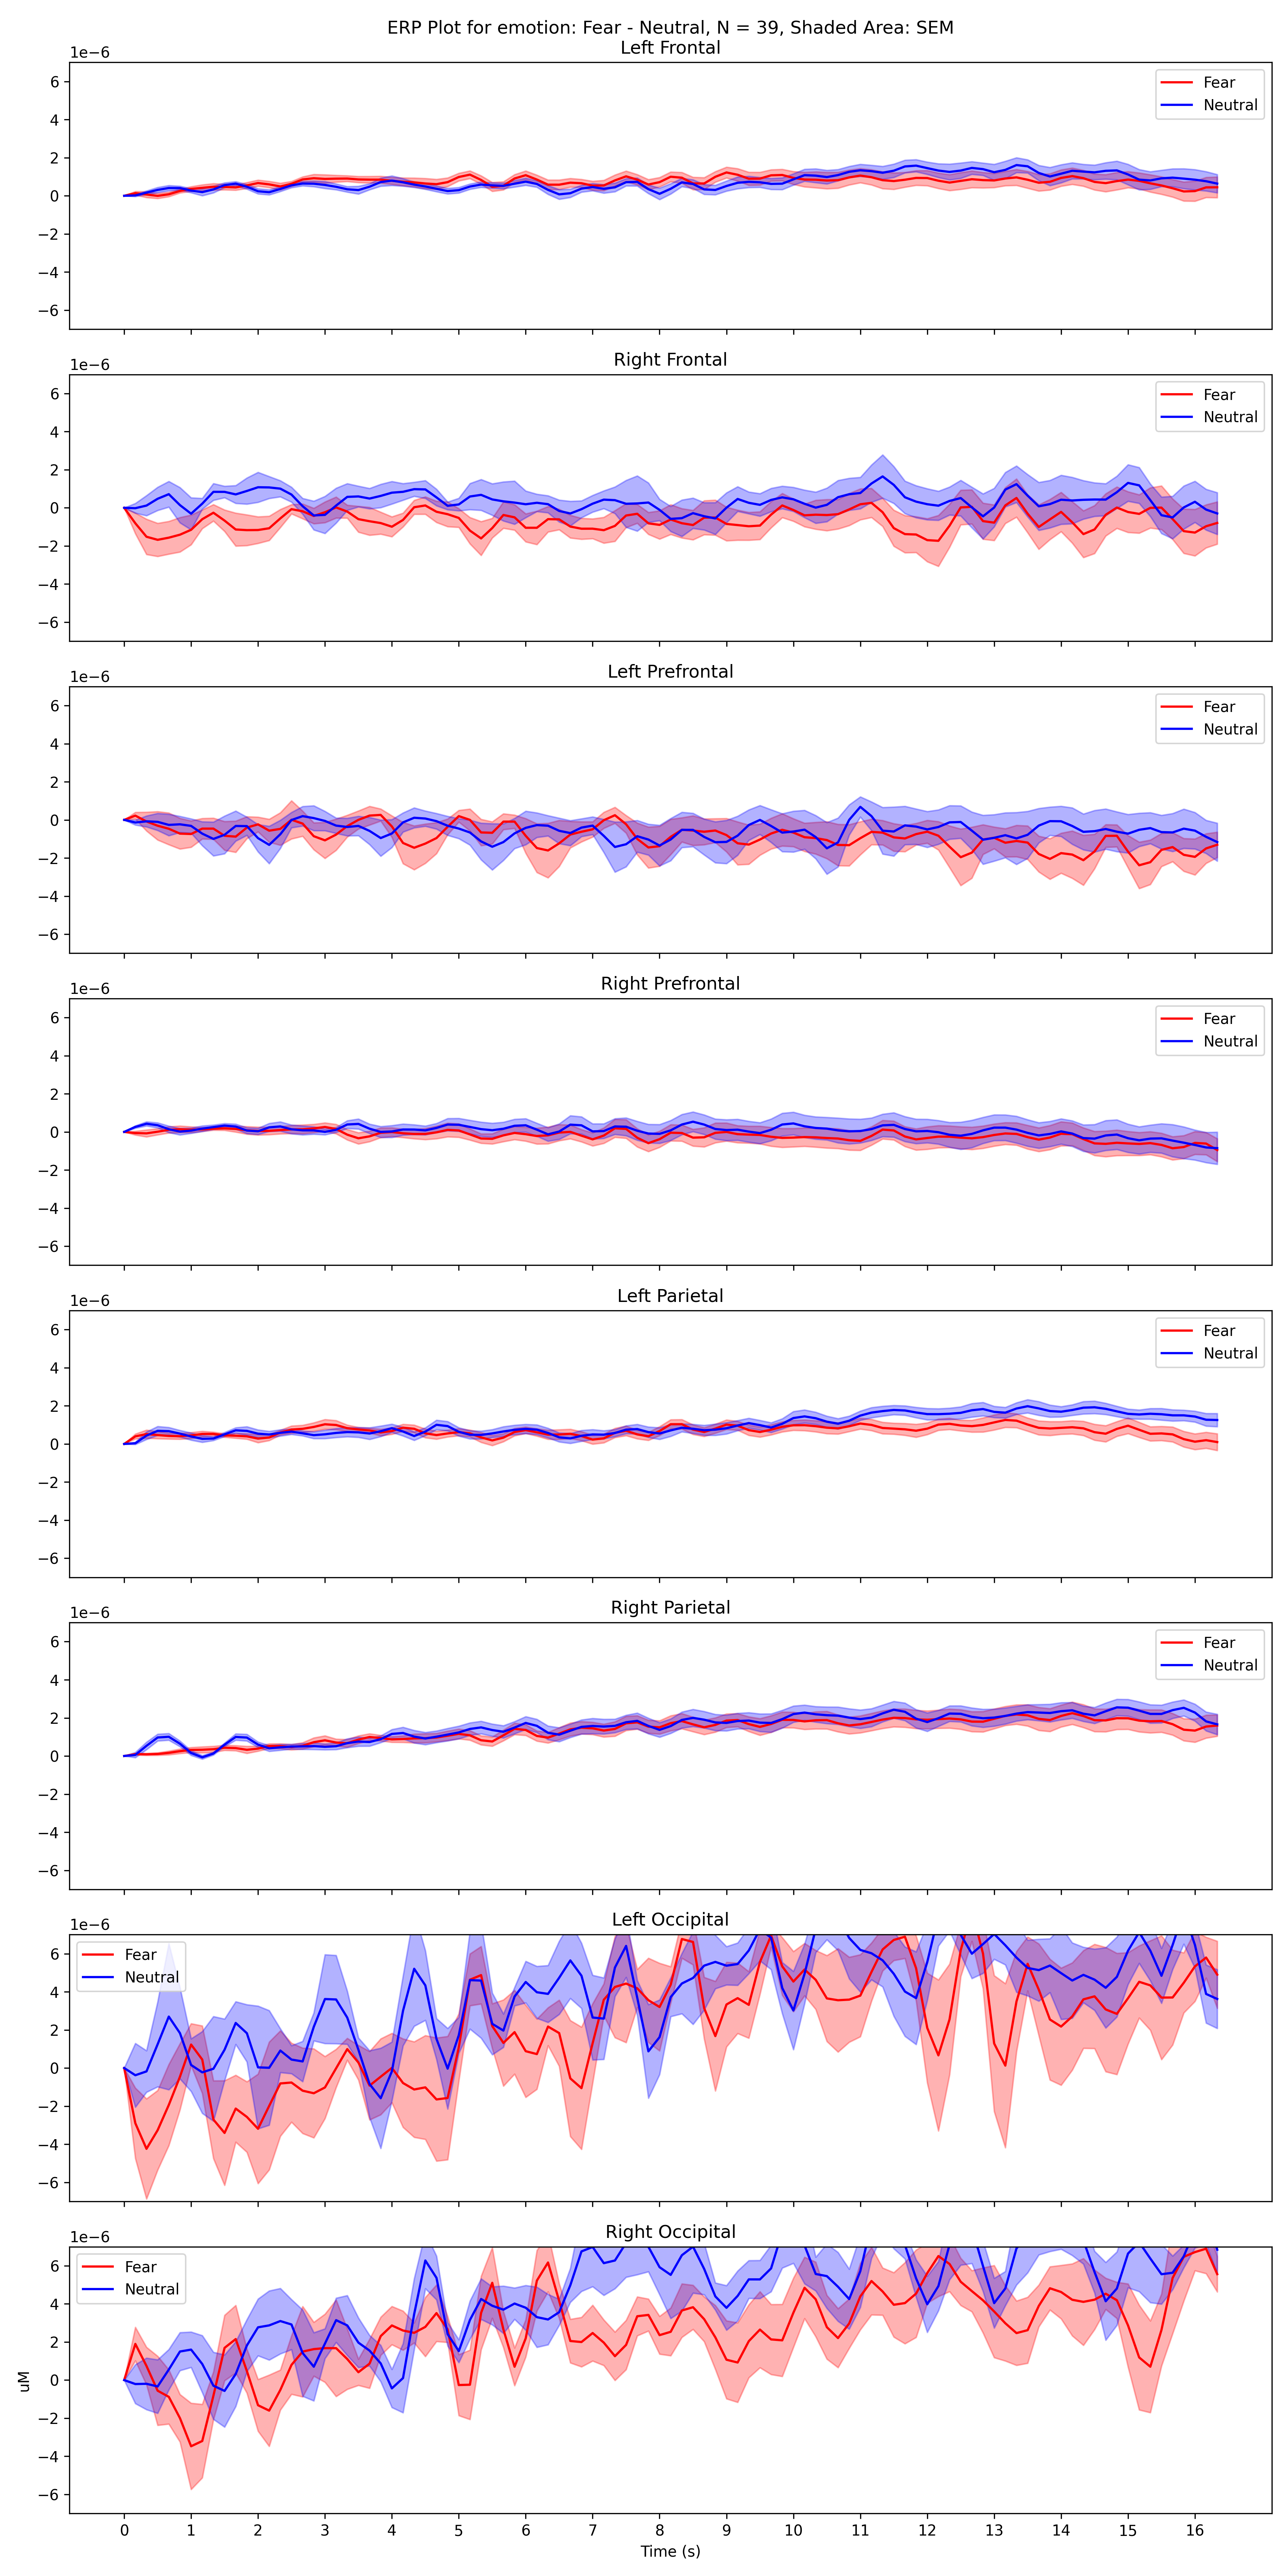 ERP Plot for emotion: Fear - Neutral, N = 39, Shaded Area: SEM
Left Frontal
1e−6
6
4
2
0
−2
−4
−6
Fear
Neutral
Right Frontal
1e−6
6
4
2
0
−2
−4
−6
Fear
Neutral
Left Prefrontal
1e−6
6
4
2
0
−2
−4
−6
Fear
Neutral
Right Prefrontal
1e−6
6
4
2
0
−2
−4
−6
Fear
Neutral
Left Parietal
1e−6
6
4
2
0
−2
−4
−6
Fear
Neutral
Right Parietal
1e−6
6
4
2
0
−2
−4
−6
Fear
Neutral
Left Occipital
1e−6
6
4
2
0
−2
−4
−6
Fear
Neutral
Right Occipital
1e−6
6
4
2
0
−2
−4
−6
Fear
Neutral
uM
0 1 2 3 4 5 6 7 8 9 10 11 12 13 14 15 16
Time (s)